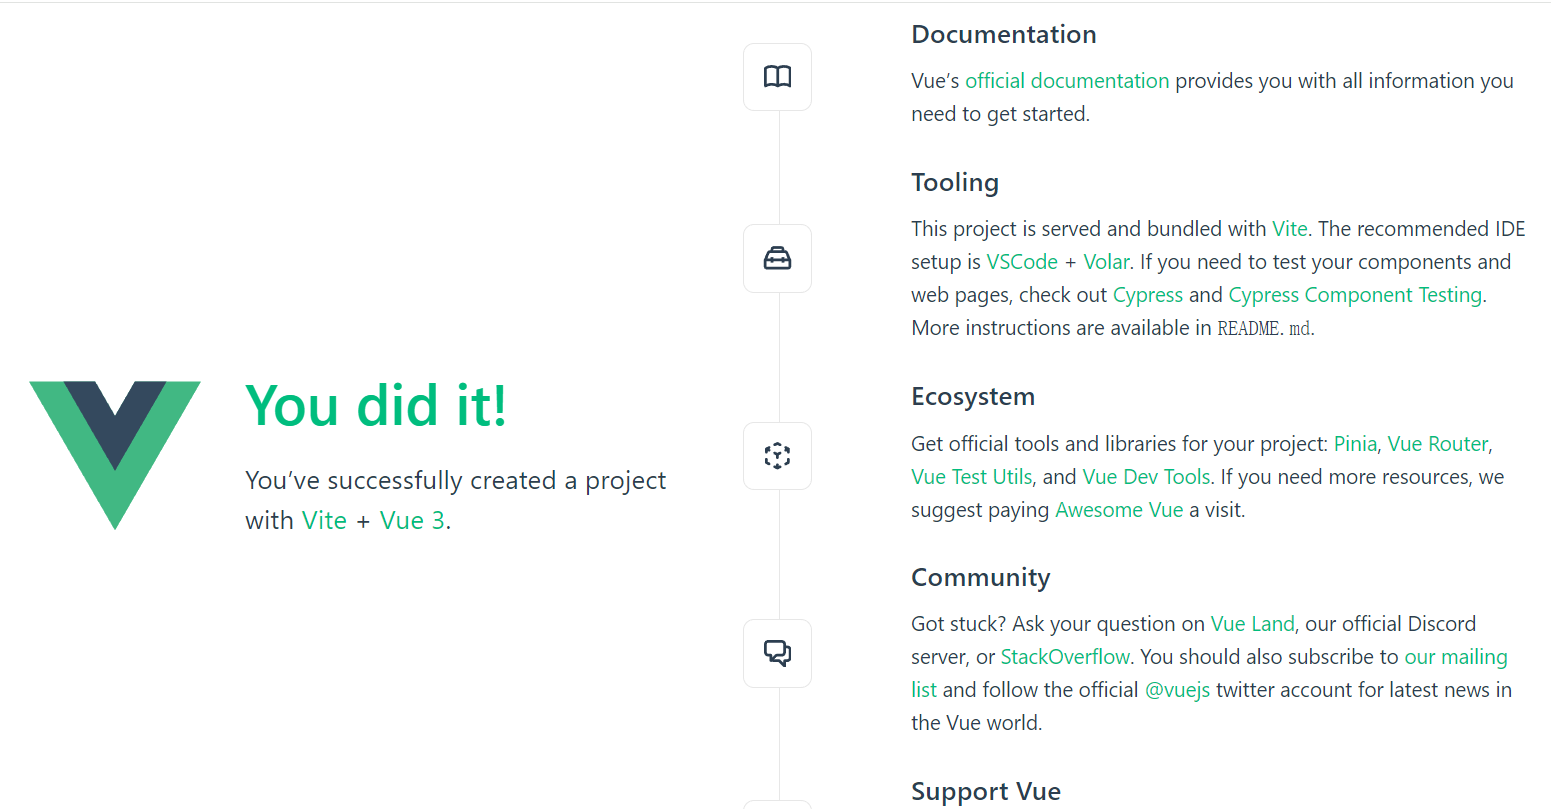 You did it!
You’ve successfully created a project
with Vite + Vue 3.
Documentation
Vue’s official documentation provides you with all information you
need to get started.
Tooling
This project is served and bundled with Vite. The recommended IDE
setup is VSCode + Volar. If you need to test your components and
web pages, check out Cypress and Cypress Component Testing.
More instructions are available in README.md.
Ecosystem
Get official tools and libraries for your project: Pinia, Vue Router,
Vue Test Utils, and Vue Dev Tools. If you need more resources, we
suggest paying Awesome Vue a visit.
Community
Got stuck? Ask your question on Vue Land, our official Discord
server, or StackOverflow. You should also subscribe to our mailing
list and follow the official @vuejs twitter account for latest news in
the Vue world.
Support Vue